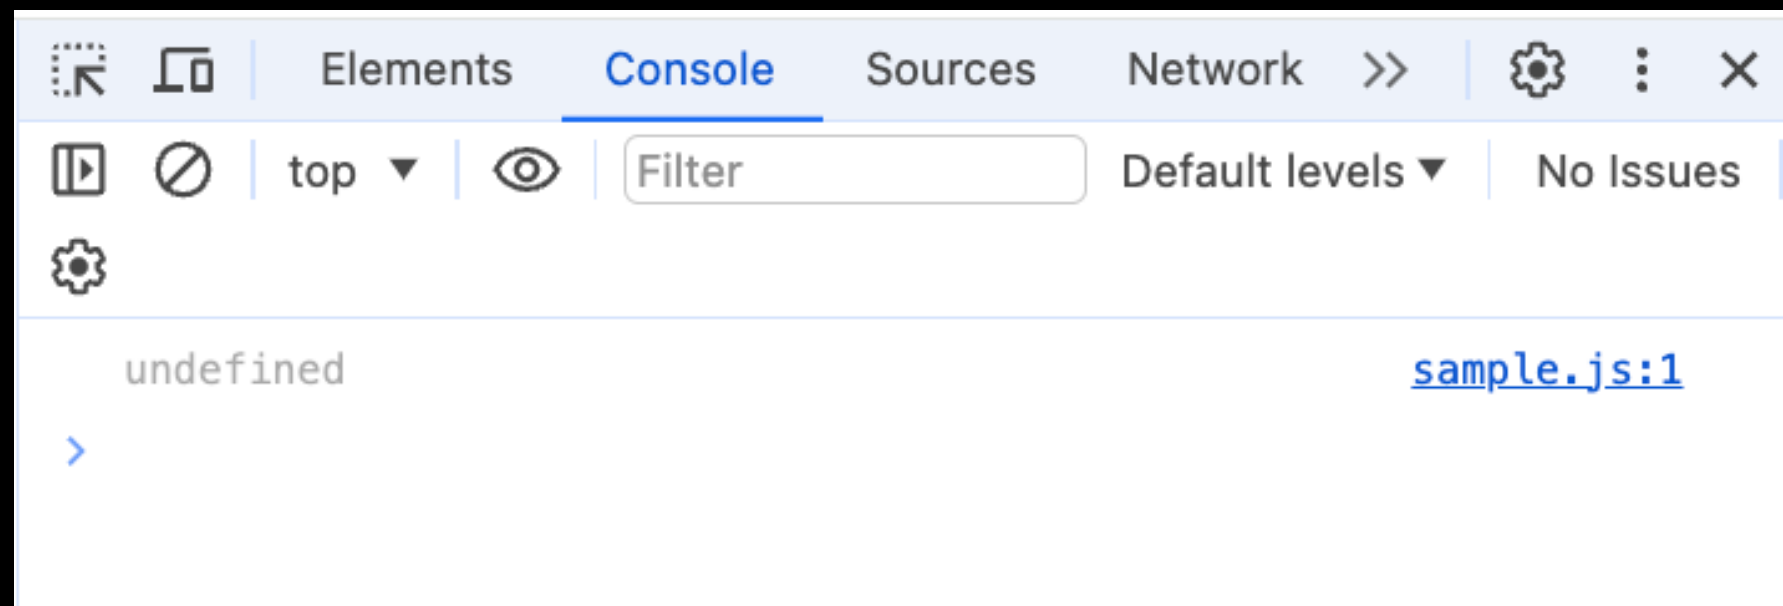 Elements Console Sources Network
top Filter Default levels No Issues
undefined sample.js:1